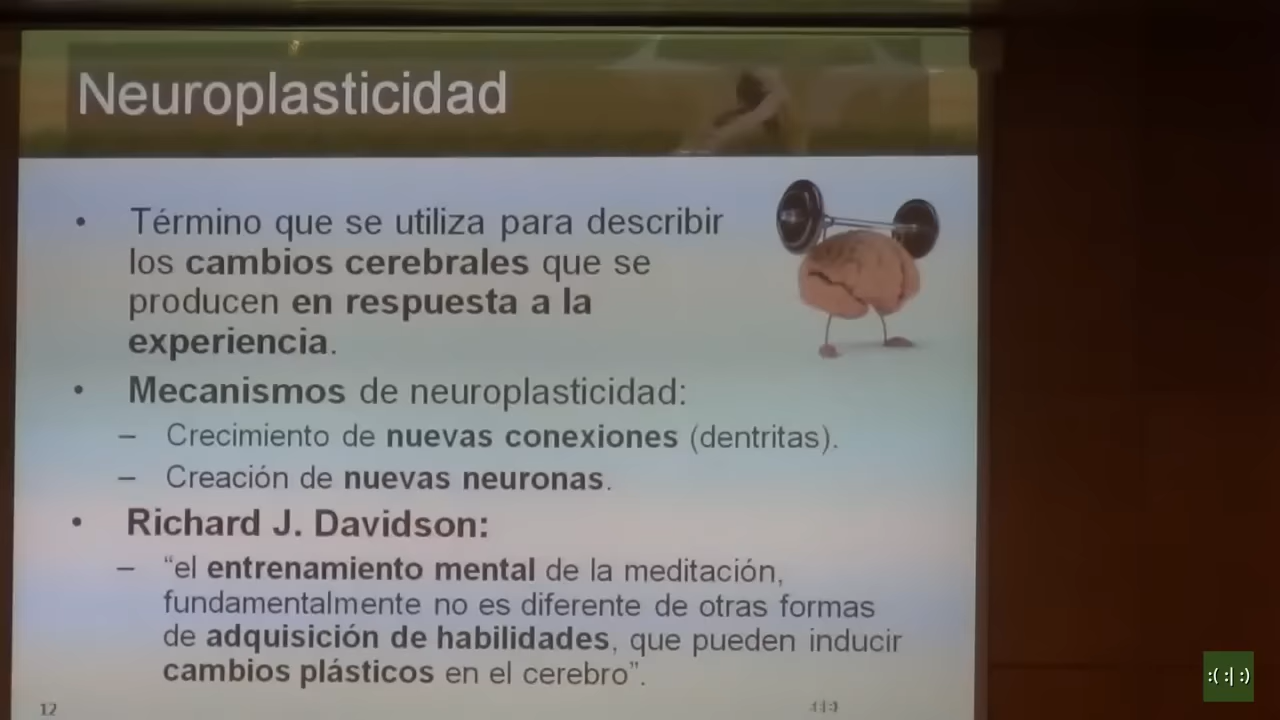 Neuroplasticidad
• Término que se utiliza para describir
los cambios cerebrales que se
producen en respuesta a la
experiencia.
• Mecanismos de neuroplasticidad:
– Crecimiento de nuevas conexiones (dentritas).
– Creación de nuevas neuronas.
• Richard J. Davidson:
– “el entrenamiento mental de la meditación,
fundamentalmente no es diferente de otras formas
de adquisición de habilidades, que pueden inducir
cambios plásticos en el cerebro”.
12
:( :| :)